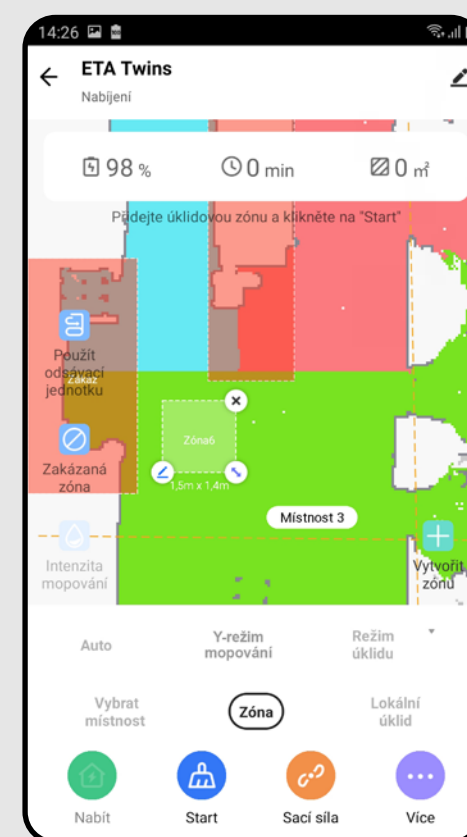 14:26
ETA Twins
Nabíjení
98 %
0 min
0 ㎡
Přidejte úklidovou zónu a klikněte na "Start"
Použít
odsávací
jednotku
Zákaz
Zóna6
Zakázaná
zóna
1,5m x 1,4m
Místnost 3
Intenzita
mopování
Vytvořit
zónu
Auto
Y-režim
mopování
Režim
úklidu
Vybrat
místnost
Zóna
Lokální
úklid
Nabít
Start
Sací síla
Více